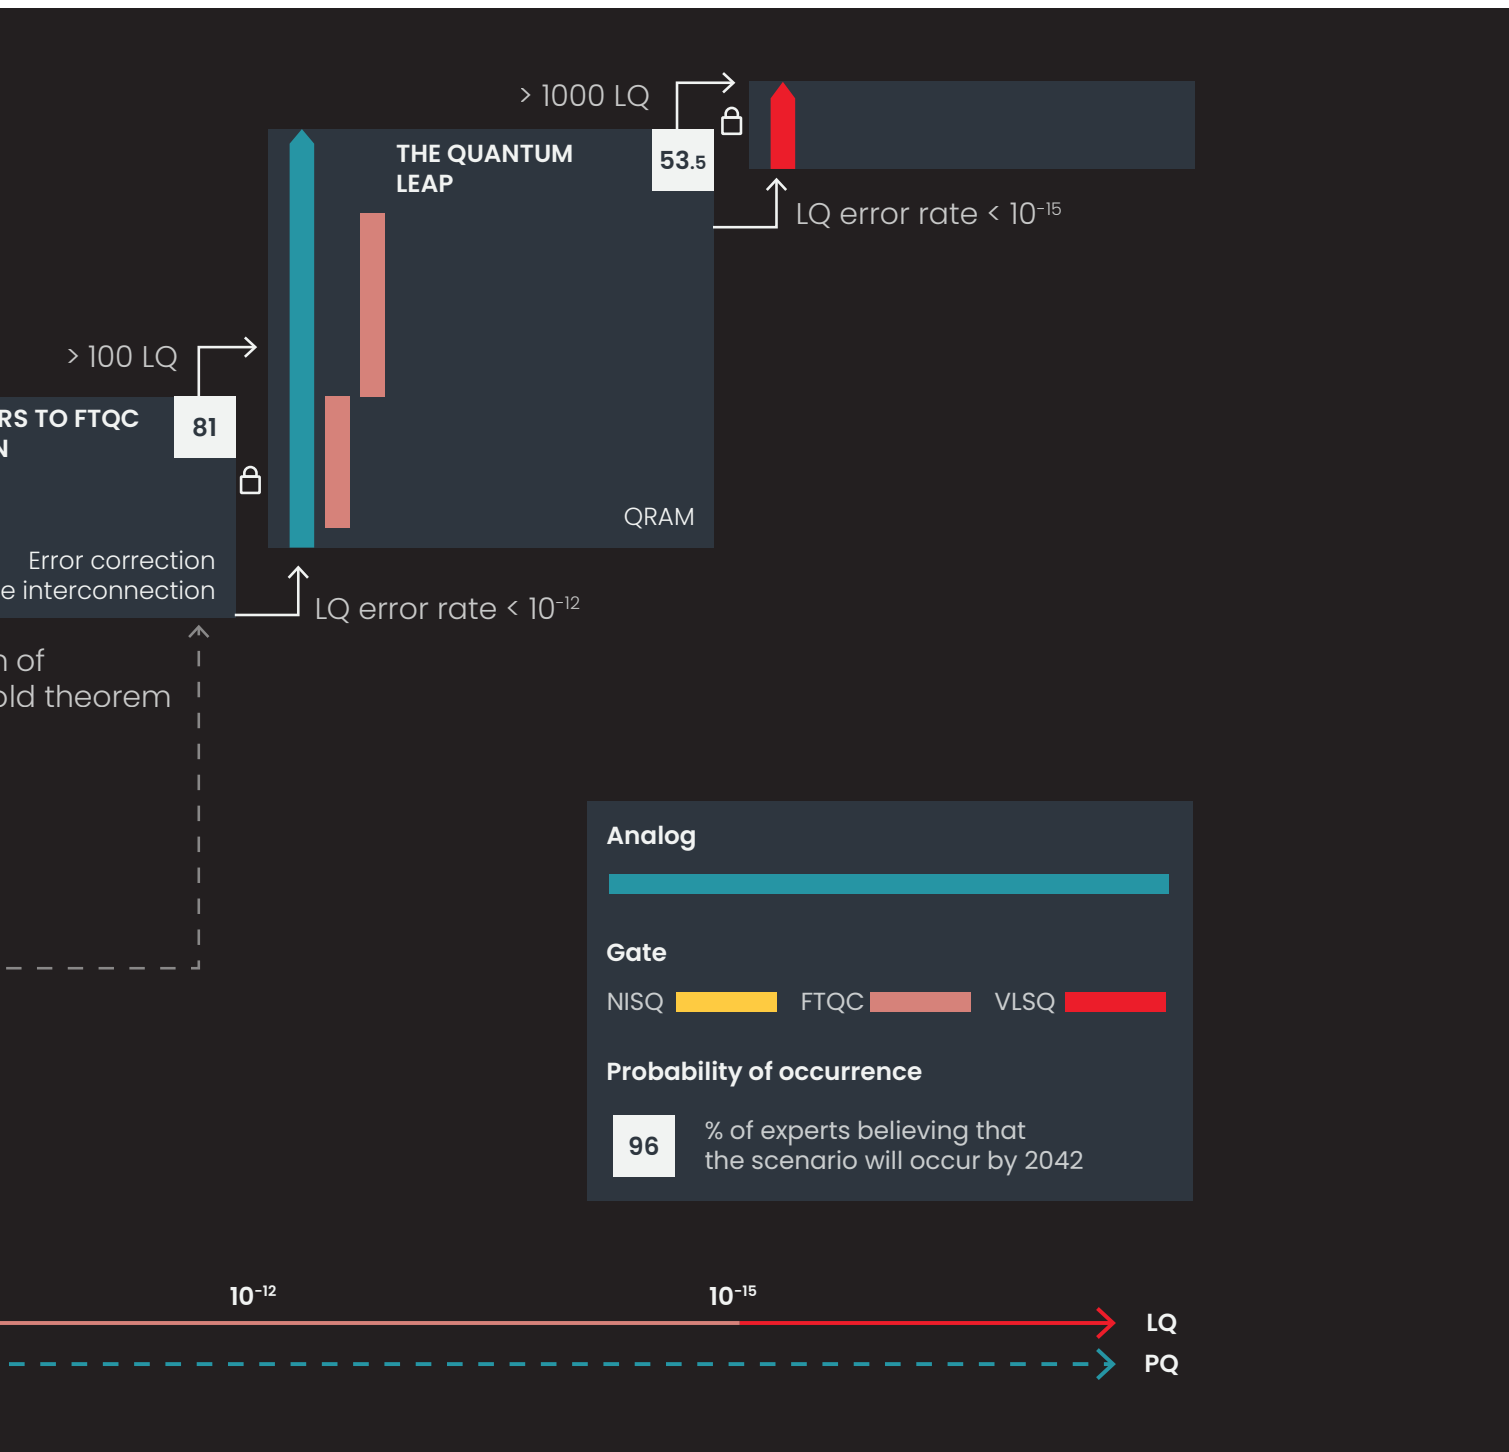 > 1000 LQ
THE QUANTUM
LEAP
53.5
LQ error rate < 10⁻¹⁵
> 100 LQ
RS TO FTQC
N
81
QRAM
Error correction
e interconnection
LQ error rate < 10⁻¹²
n of
old theorem
Analog
Gate
NISQ FTQC VLSQ
Probability of occurrence
96
% of experts believing that
the scenario will occur by 2042
10⁻¹² 10⁻¹⁵
LQ
PQ